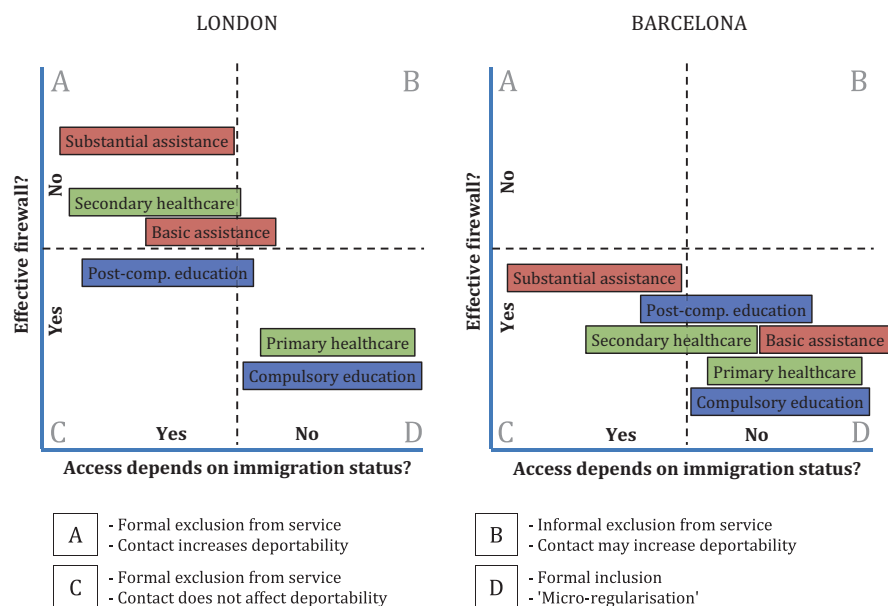 LONDON
A
B
Substantial assistance
Secondary healthcare
Basic assistance
Post-comp. education
Primary healthcare
Compulsory education
Effective firewall?
No
Yes
C
Yes
No
D
Access depends on immigration status?
BARCELONA
A
B
Substantial assistance
Post-comp. education
Secondary healthcare
Basic assistance
Primary healthcare
Compulsory education
Effective firewall?
No
Yes
C
Yes
No
D
Access depends on immigration status?
A
- Formal exclusion from service
- Contact increases deportability
B
- Informal exclusion from service
- Contact may increase deportability
C
- Formal exclusion from service
- Contact does not affect deportability
D
- Formal inclusion
- 'Micro-regularisation'